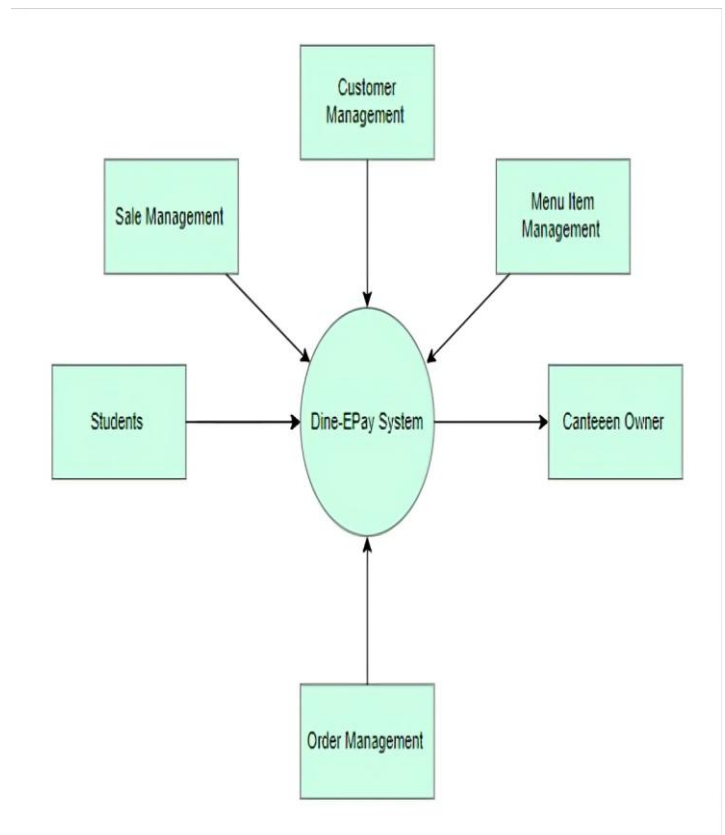 Customer
Management
Sale Management
Menu Item
Management
Students
Dine-EPay System
Canteeen Owner
Order Management